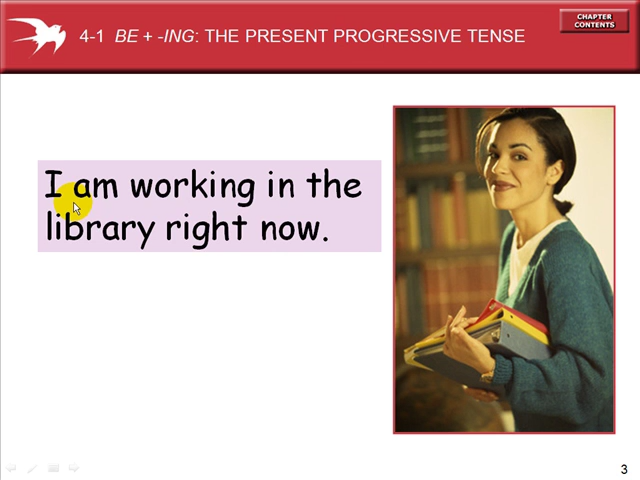 4-1 BE + -ING: THE PRESENT PROGRESSIVE TENSE
CHAPTER
CONTENTS
I am working in the
library right now.
3